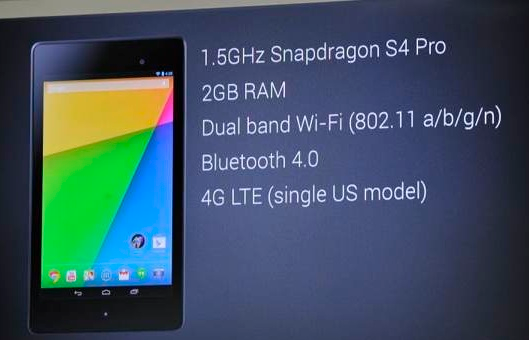 1.5GHz Snapdragon S4 Pro
2GB RAM
Dual band Wi-Fi (802.11 a/b/g/n)
Bluetooth 4.0
4G LTE (single US model)